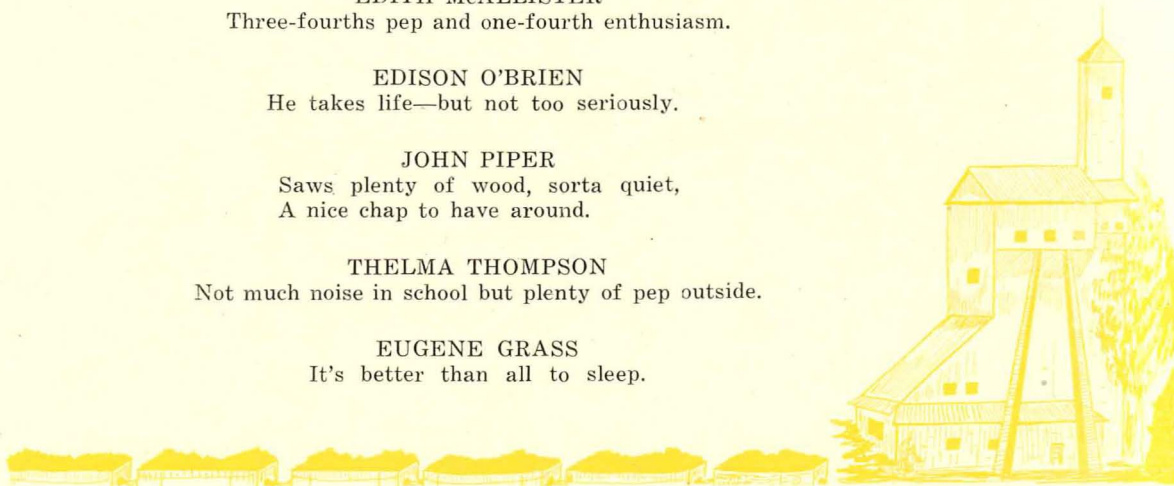 EDITH McALLISTER
Three-fourths pep and one-fourth enthusiasm.
EDISON O'BRIEN
He takes life—but not too seriously.
JOHN PIPER
Saws plenty of wood, sorta quiet,
A nice chap to have around.
THELMA THOMPSON
Not much noise in school but plenty of pep outside.
EUGENE GRASS
It's better than all to sleep.